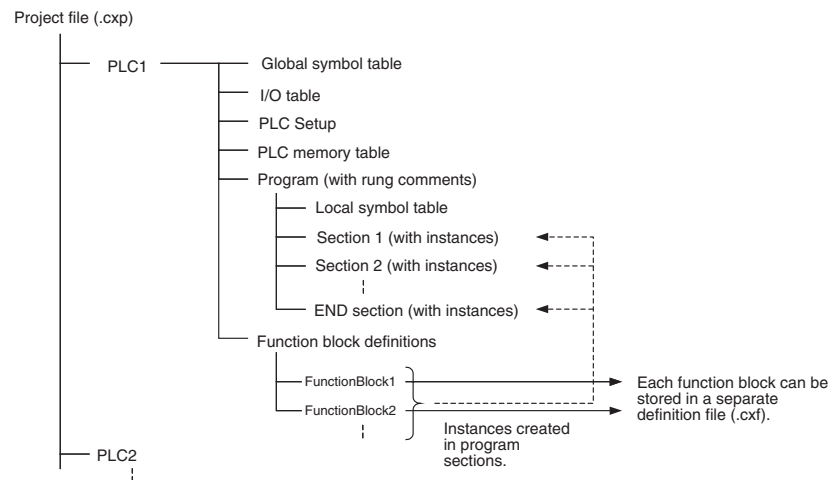 Project file (.cxp)
PLC1
Global symbol table
I/O table
PLC Setup
PLC memory table
Program (with rung comments)
Local symbol table
Section 1 (with instances)
Section 2 (with instances)
END section (with instances)
Function block definitions
FunctionBlock1
FunctionBlock2
Each function block can be
stored in a separate
definition file (.cxf).
Instances created
in program
sections.
PLC2